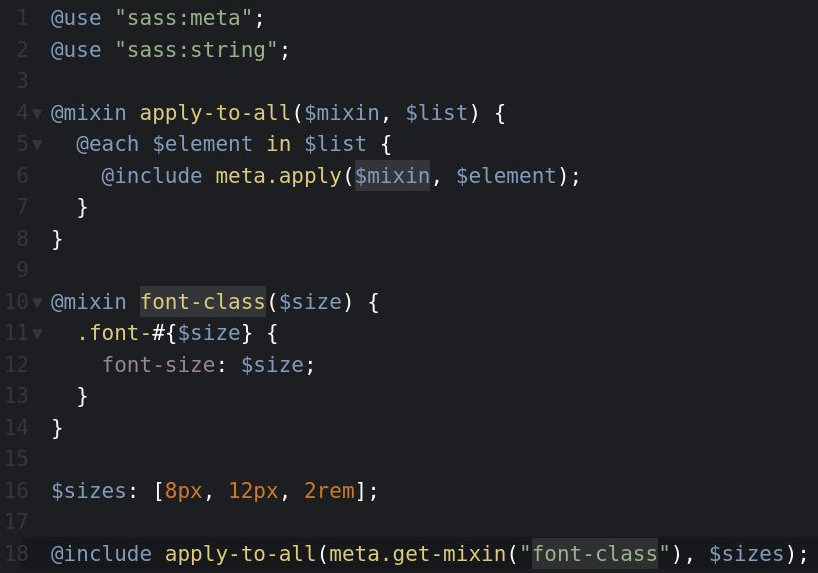 1 @use "sass:meta";
2 @use "sass:string";
3
4 @mixin apply-to-all($mixin, $list) {
5   @each $element in $list {
6     @include meta.apply($mixin, $element);
7   }
8 }
9
10 @mixin font-class($size) {
11   .font-#{$size} {
12     font-size: $size;
13   }
14 }
15
16 $sizes: [8px, 12px, 2rem];
17
18 @include apply-to-all(meta.get-mixin("font-class"), $sizes);